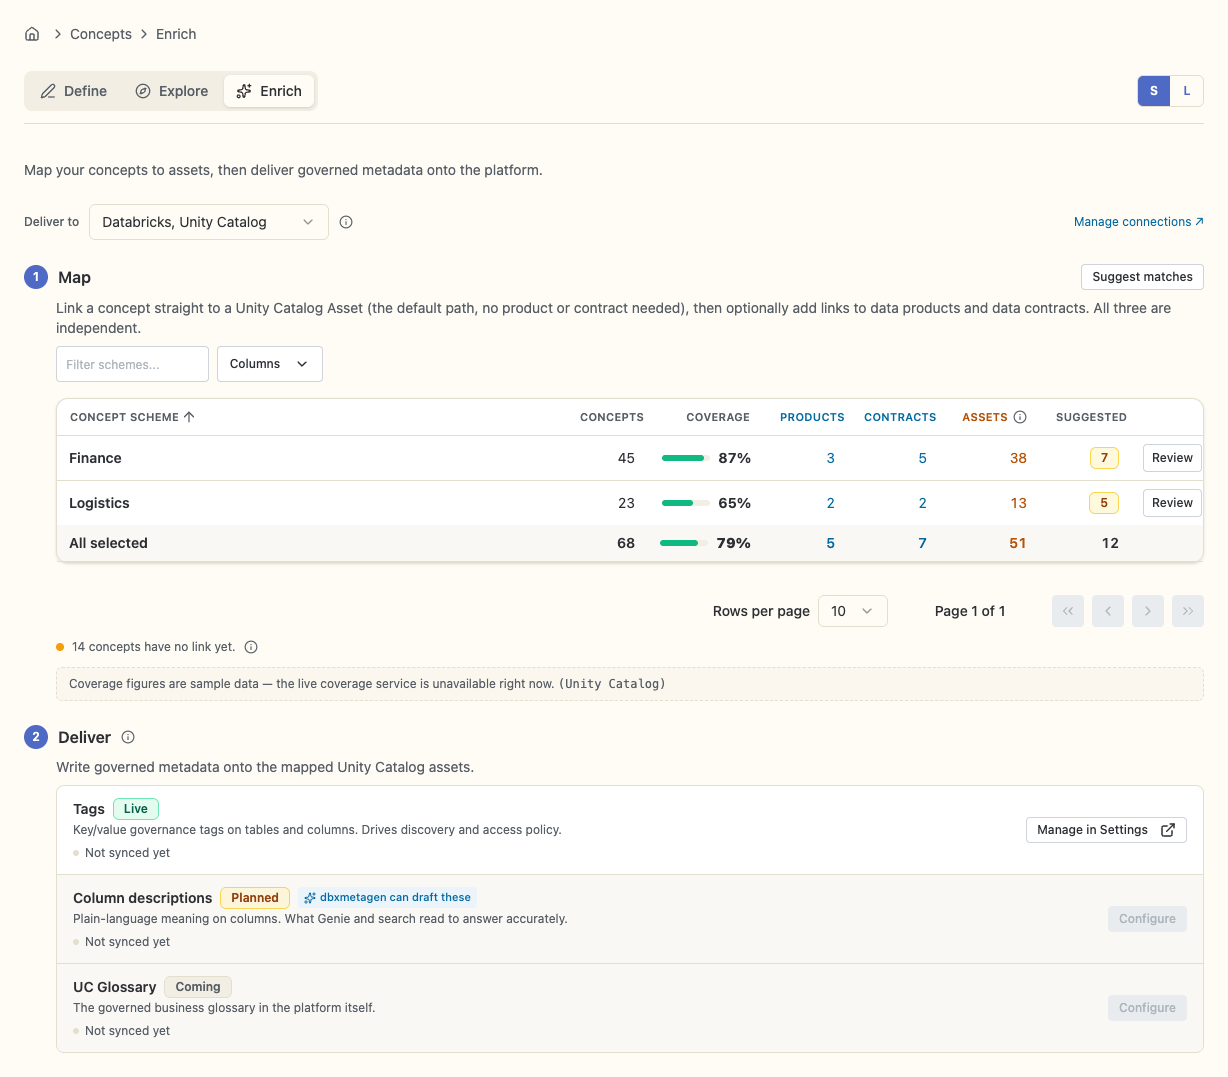 Concepts
Enrich
Define
Explore
Enrich
S
L
Map your concepts to assets, then deliver governed metadata onto the platform.
Deliver to
Databricks, Unity Catalog
Manage connections ↗
1
Map
Suggest matches
Link a concept straight to a Unity Catalog Asset (the default path, no product or contract needed), then optionally add links to data products and data contracts. All three are
independent.
Filter schemes...
Columns
CONCEPT SCHEME CONCEPTS COVERAGE PRODUCTS CONTRACTS ASSETS SUGGESTED
Finance 45 87% 3 5 38 7 Review
Logistics 23 65% 2 2 13 5 Review
All selected 68 79% 5 7 51 12
Rows per page 10 Page 1 of 1
14 concepts have no link yet.
Coverage figures are sample data — the live coverage service is unavailable right now. (Unity Catalog)
2
Deliver
Write governed metadata onto the mapped Unity Catalog assets.
Tags Live
Key/value governance tags on tables and columns. Drives discovery and access policy.
Not synced yet
Manage in Settings
Column descriptions Planned dbxmetagen can draft these
Plain-language meaning on columns. What Genie and search read to answer accurately.
Not synced yet
Configure
UC Glossary Coming
The governed business glossary in the platform itself.
Not synced yet
Configure